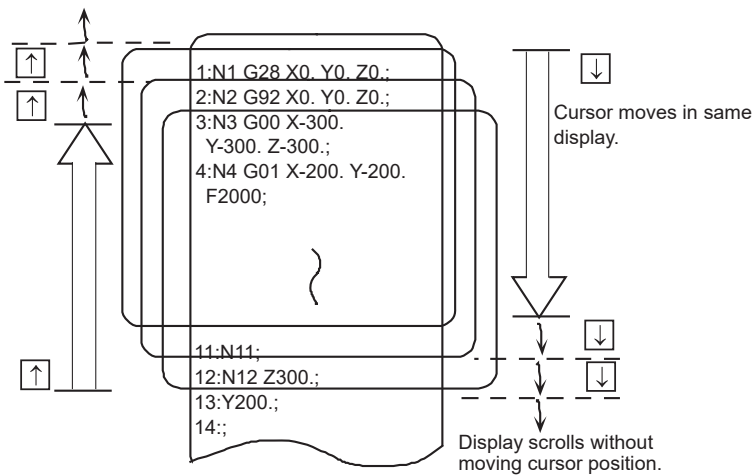 ↑
1:N1 G28 X0. Y0. Z0.;
↓
↑
2:N2 G92 X0. Y0. Z0.;
3:N3 G00 X-300.
Y-300. Z-300.;
4:N4 G01 X-200. Y-200.
F2000;
Cursor moves in same
display.
11:N11;
↓
↑
12:N12 Z300.;
↓
13:Y200.;
14:;
Display scrolls without
moving cursor position.